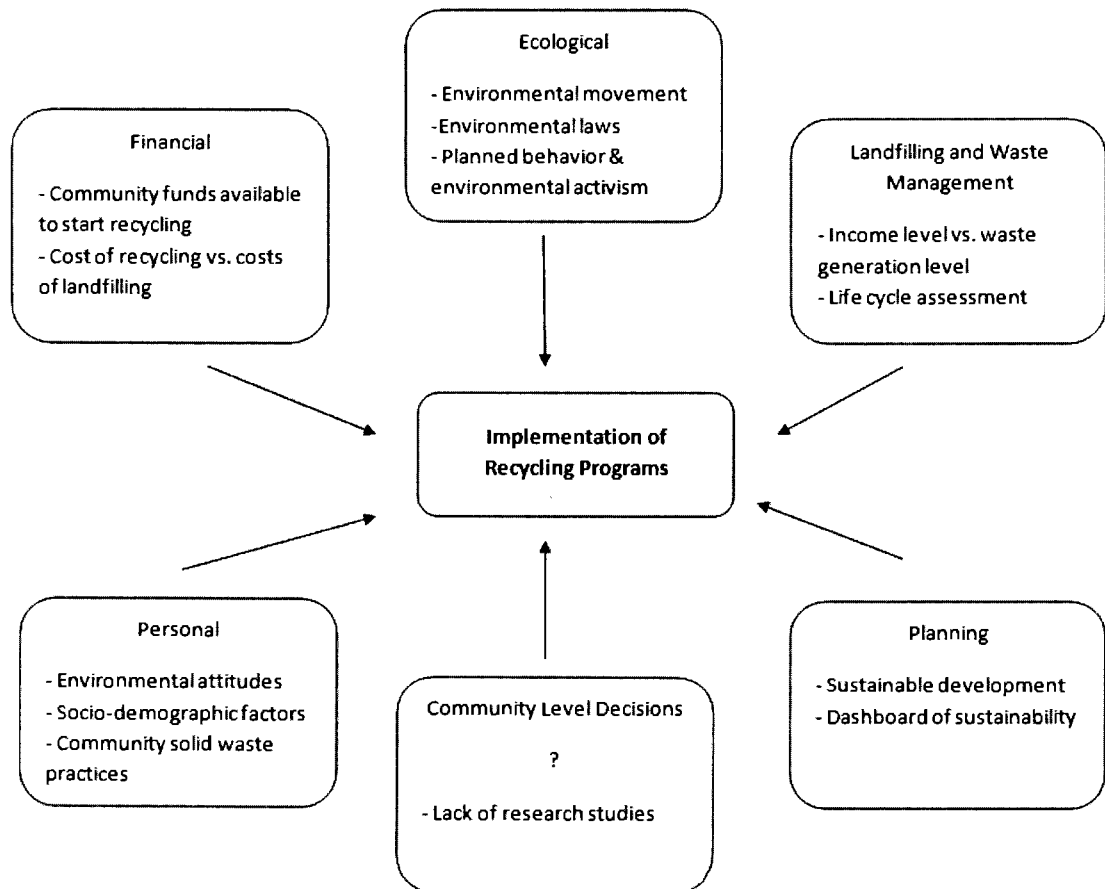 Ecological
- Environmental movement
- Environmental laws
- Planned behavior &
environmental activism
Financial
- Community funds available
to start recycling
- Cost of recycling vs. costs
of landfilling
Landfilling and Waste
Management
- Income level vs. waste
generation level
- Life cycle assessment
Implementation of
Recycling Programs
Personal
- Environmental attitudes
- Socio-demographic factors
- Community solid waste
practices
Community Level Decisions
?
- Lack of research studies
Planning
- Sustainable development
- Dashboard of sustainability